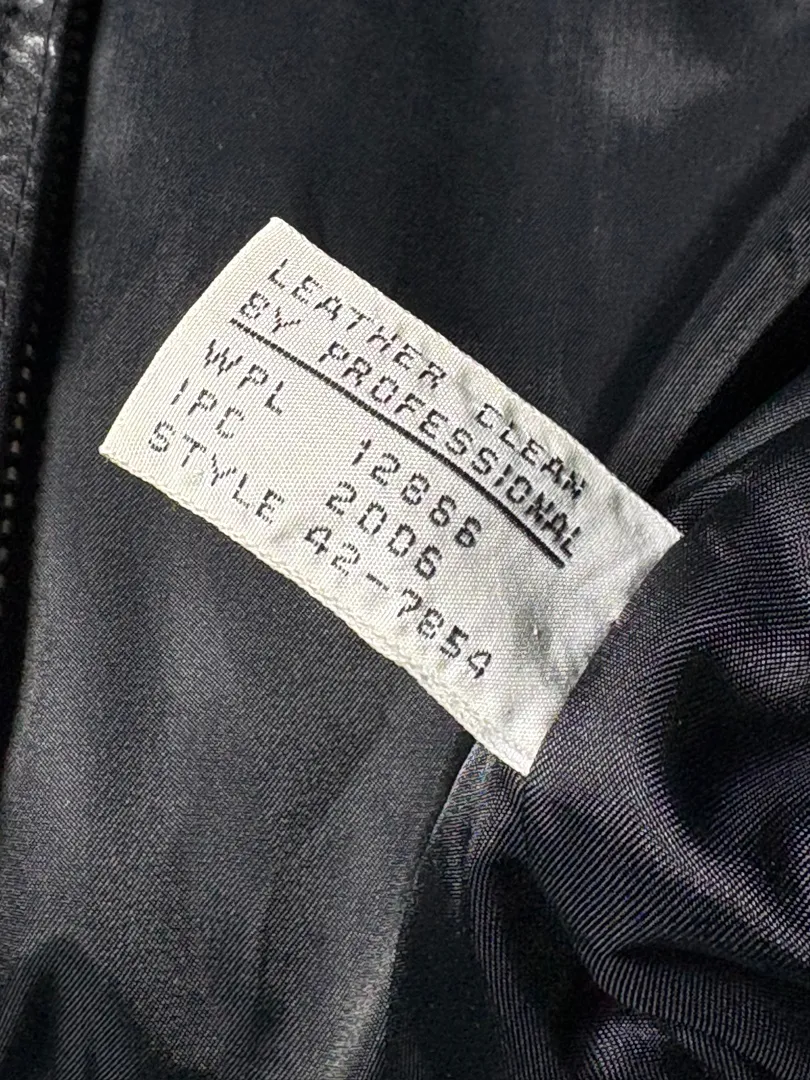 LEATHER CLEAN
BY PROFESSIONAL
WPL 12866
IPC 2006
STYLE 42-7854